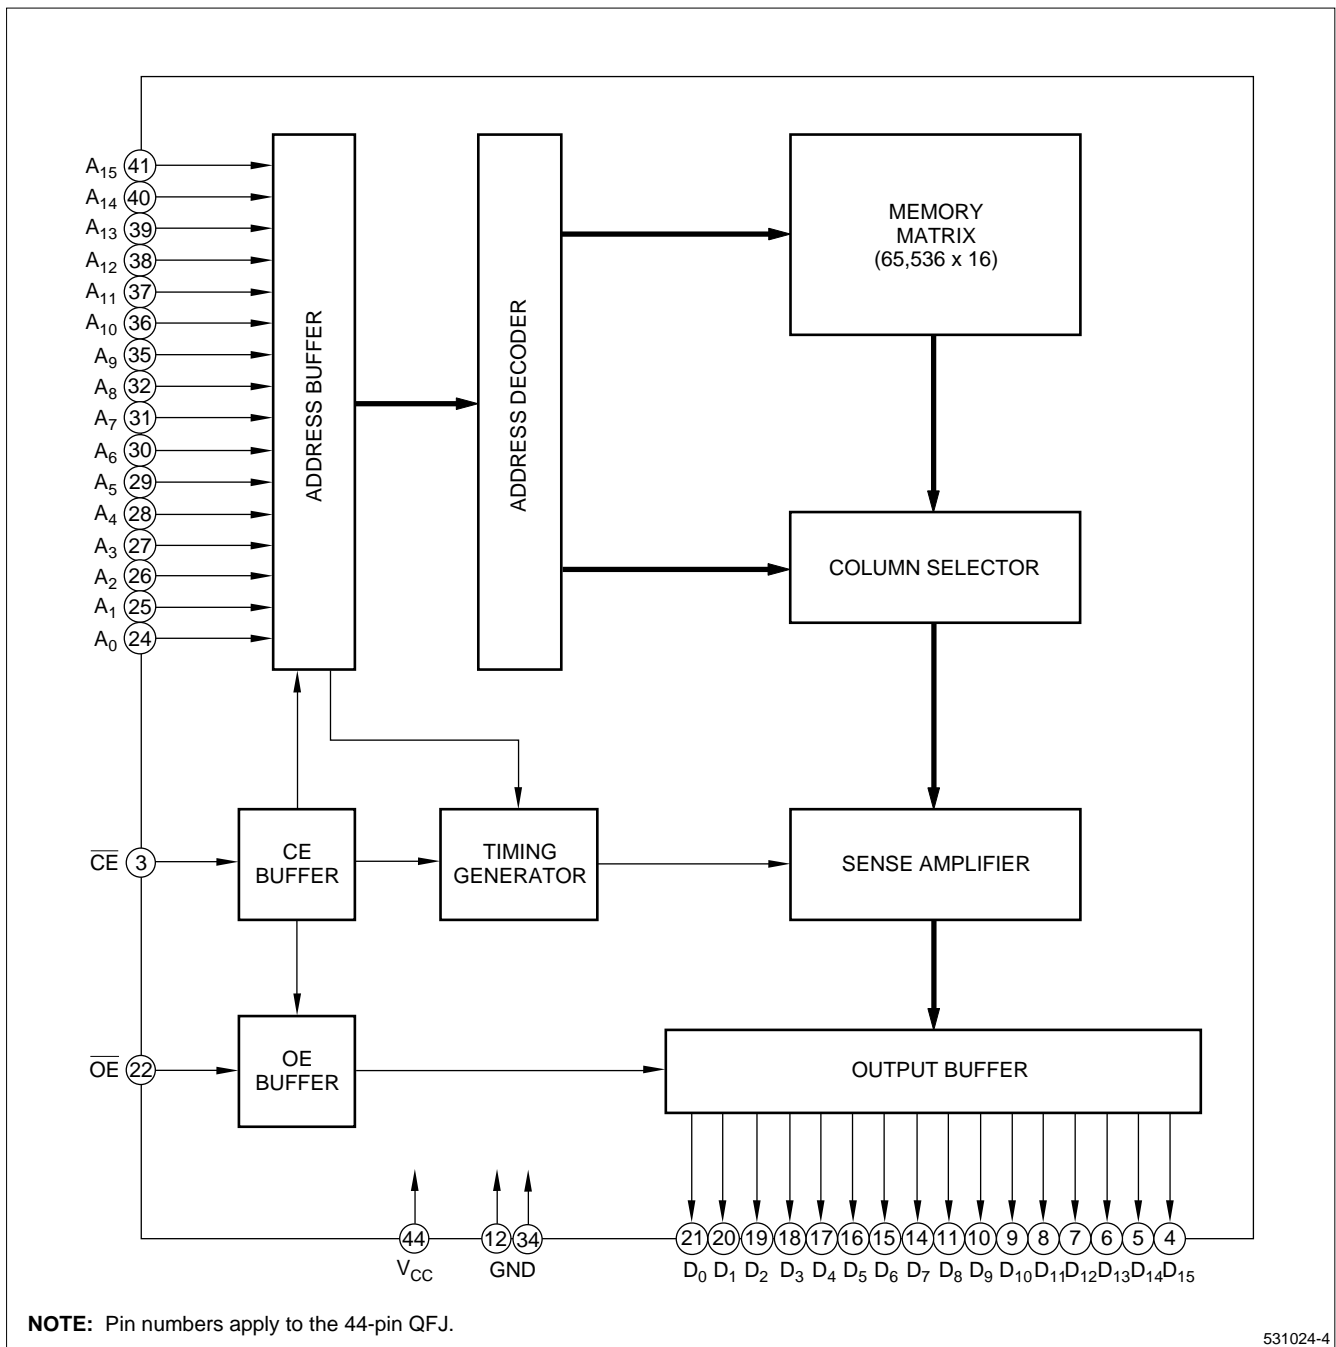 A15 41
A14 40
A13 39
A12 38
A11 37
A10 36
A9 35
A8 32
A7 31
A6 30
A5 29
A4 28
A3 27
A2 26
A1 25
A0 24
ADDRESS BUFFER
ADDRESS DECODER
MEMORY
MATRIX
(65,536 x 16)
COLUMN SELECTOR
C̅E̅ 3
CE
BUFFER
TIMING
GENERATOR
SENSE AMPLIFIER
O̅E̅ 22
OE
BUFFER
OUTPUT BUFFER
44 12 34 21 20 19 18 17 16 15 14 11 10 9 8 7 6 5 4
VCC GND D0 D1 D2 D3 D4 D5 D6 D7 D8 D9 D10 D11 D12 D13 D14 D15
NOTE: Pin numbers apply to the 44-pin QFJ.
531024-4